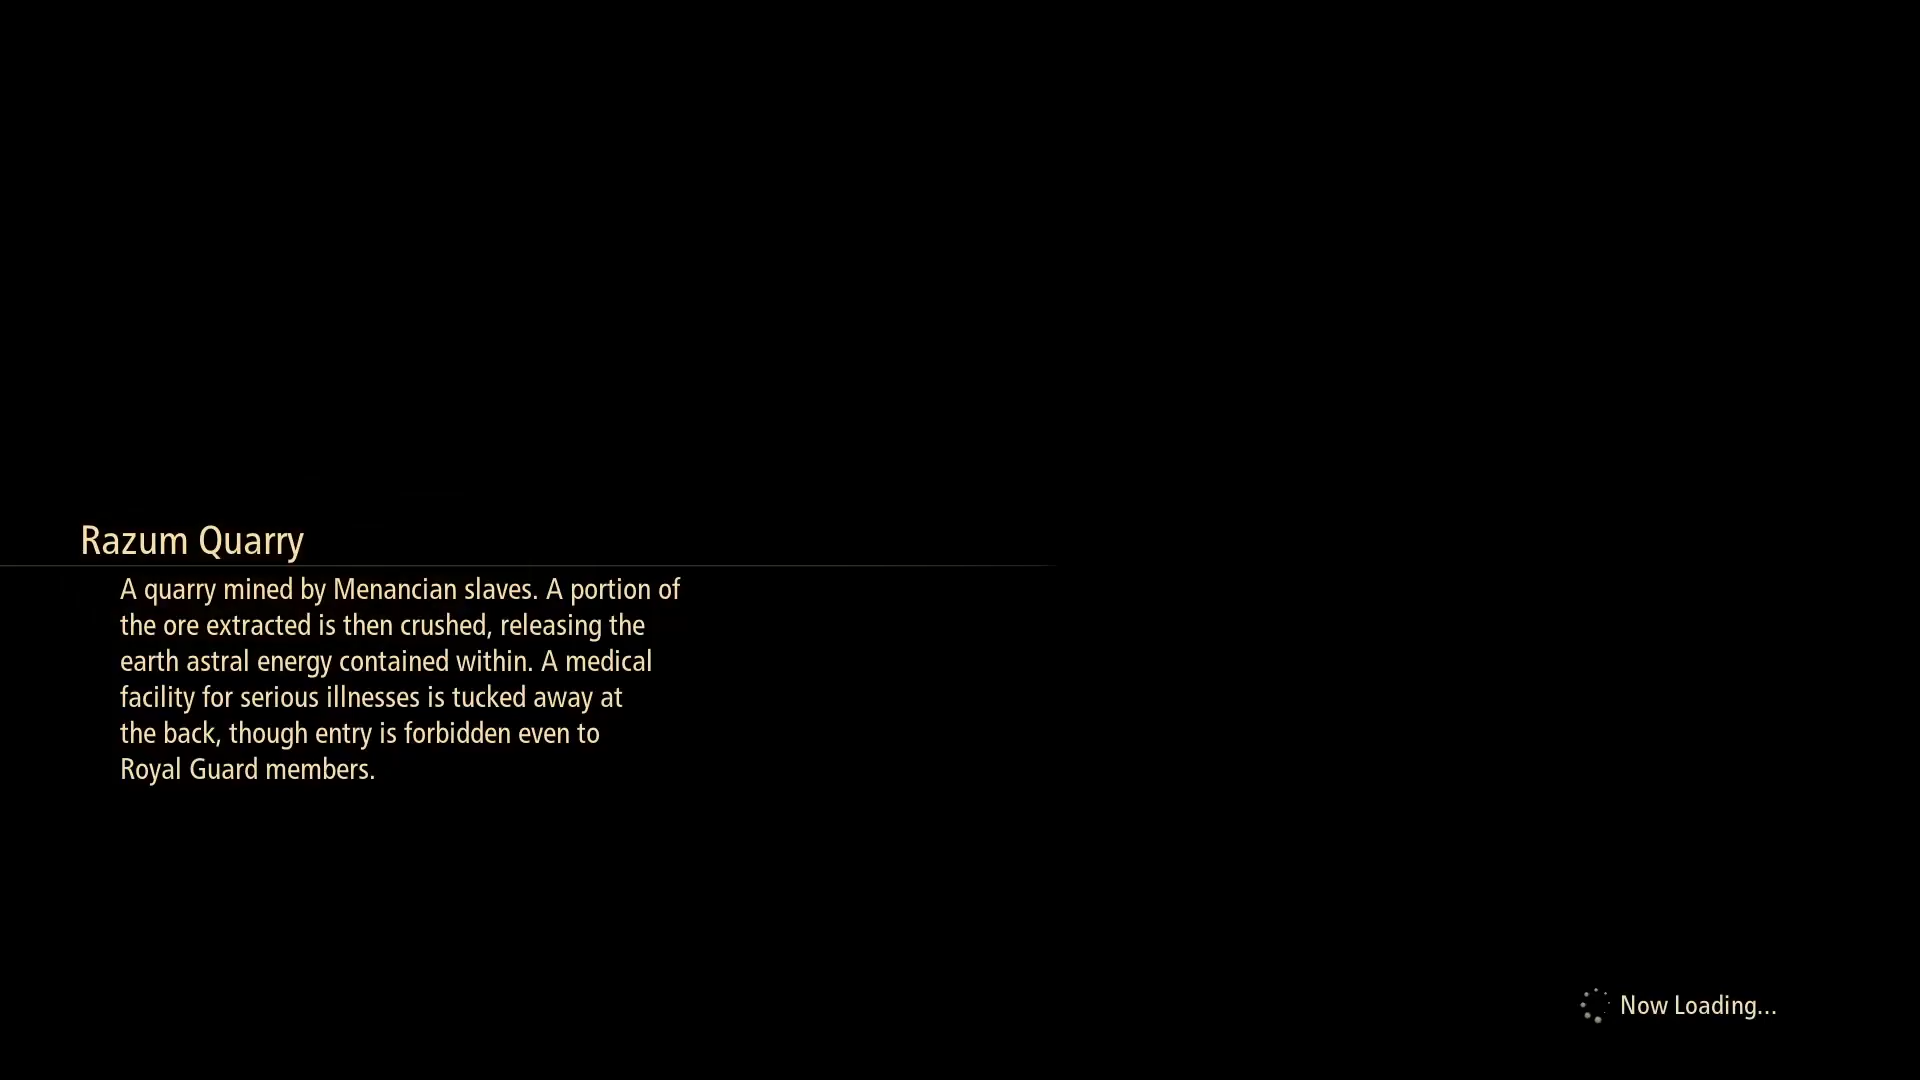 Razum Quarry
A quarry mined by Menancian slaves. A portion of
the ore extracted is then crushed, releasing the
earth astral energy contained within. A medical
facility for serious illnesses is tucked away at
the back, though entry is forbidden even to
Royal Guard members.
Now Loading...